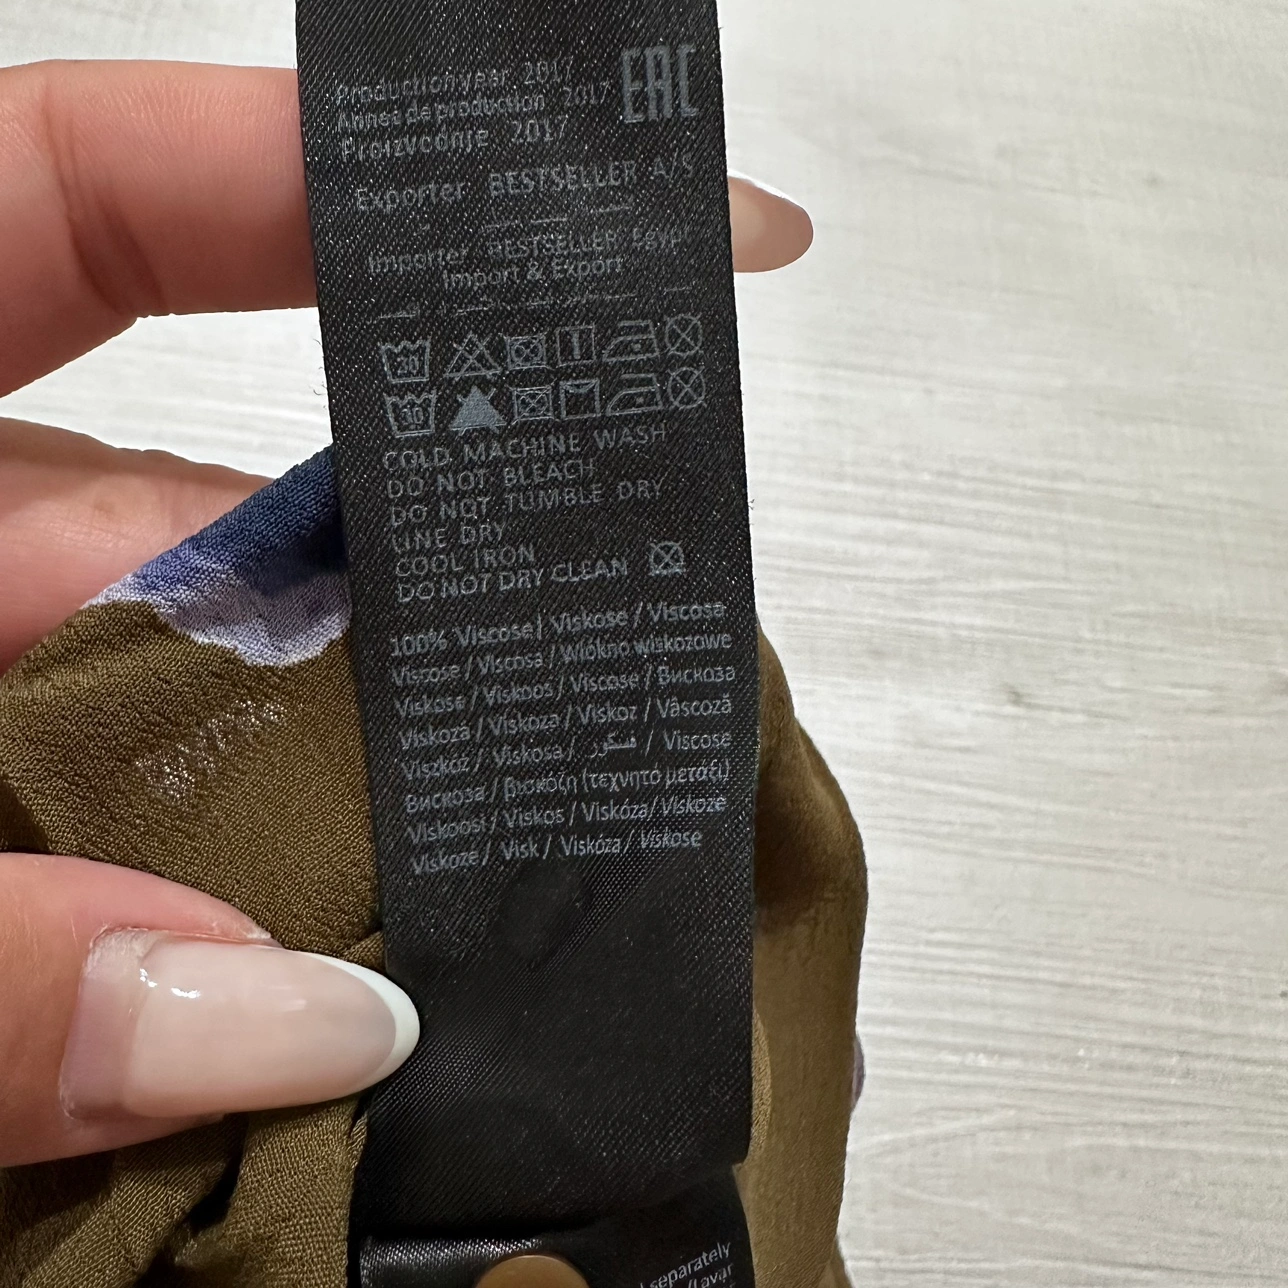 Production year 2017
Année de production 2017
Proizvodnje 2017
EAC
Exporter BESTSELLER A/S
Importer BESTSELLER Egypt
Import & Export
20
COLD MACHINE WASH
DO NOT BLEACH
DO NOT TUMBLE DRY
LINE DRY
COOL IRON
DO NOT DRY CLEAN
100% Viscose/ Viskose / Viscosa
Viscose / Viscosa / Włókno wiskozowe
Viskose / Viskoos / Viscose / Вискоза
Viskoza / Viskóza / Viskoz / Vâscoză
Viszkóz / Viskosa / فسكوز / Viscose
Вискоза / βισκόζη (τεχνητό μετάξι)
Viskoosi / Viskos / Viskóza/ Viskoze
Viskoze / Visk / Viskóza / Viskose
separately
/Lavar